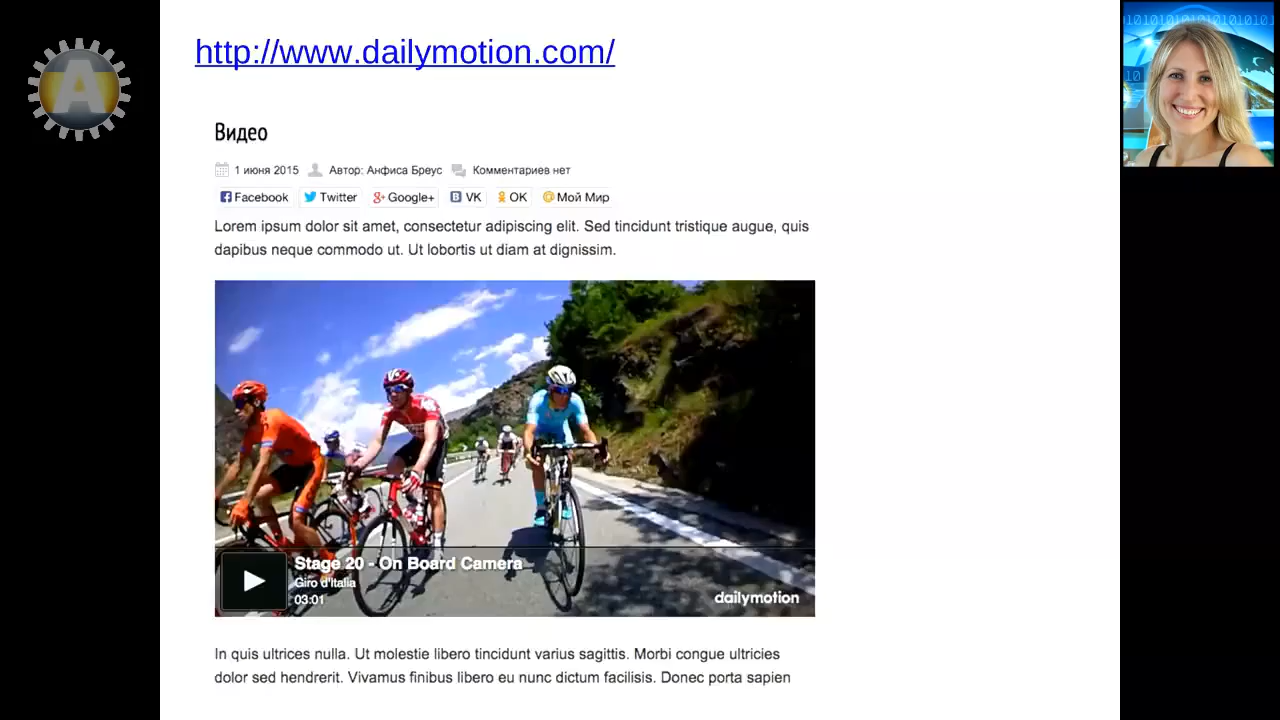 http://www.dailymotion.com/
Видео
1 июня 2015 Автор: Анфиса Бреус Комментариев нет
Facebook Twitter Google+ VK OK Мой Мир
Lorem ipsum dolor sit amet, consectetur adipiscing elit. Sed tincidunt tristique augue, quis
dapibus neque commodo ut. Ut lobortis ut diam at dignissim.
Stage 20 - On Board Camera
Giro d'Italia
03:01
dailymotion
In quis ultrices nulla. Ut molestie libero tincidunt varius sagittis. Morbi congue ultricies
dolor sed hendrerit. Vivamus finibus libero eu nunc dictum facilisis. Donec porta sapien
A
1010101010101010101010
10